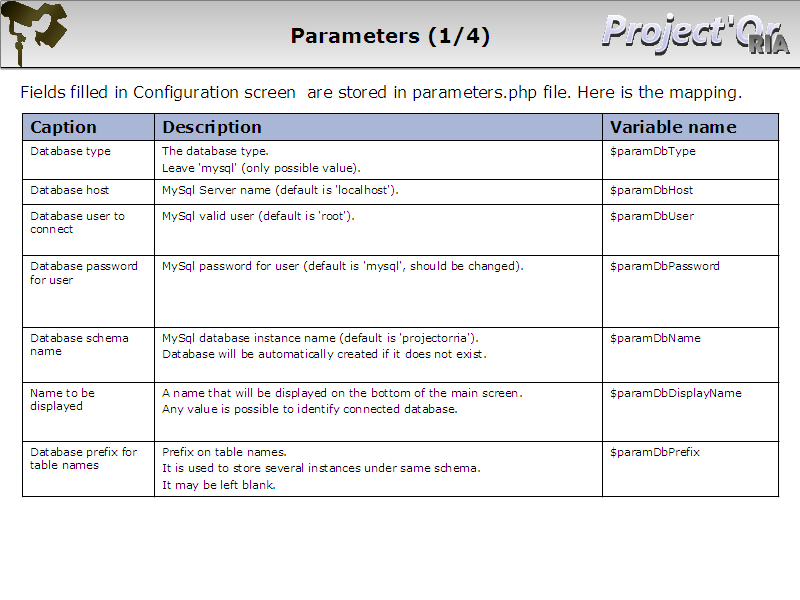 Parameters (1/4)
Project'Or
RIA
Fields filled in Configuration screen  are stored in parameters.php file. Here is the mapping.
Caption Description Variable name
Database type The database type. $paramDbType
Leave 'mysql' (only possible value).
Database host MySql Server name (default is 'localhost'). $paramDbHost
Database user to MySql valid user (default is 'root'). $paramDbUser
connect
Database password MySql password for user (default is 'mysql', should be changed). $paramDbPassword
for user
Database schema MySql database instance name (default is 'projectorria'). $paramDbName
name Database will be automatically created if it does not exist.
Name to be A name that will be displayed on the bottom of the main screen. $paramDbDisplayName
displayed Any value is possible to identify connected database.
Database prefix for Prefix on table names. $paramDbPrefix
table names It is used to store several instances under same schema.
It may be left blank.